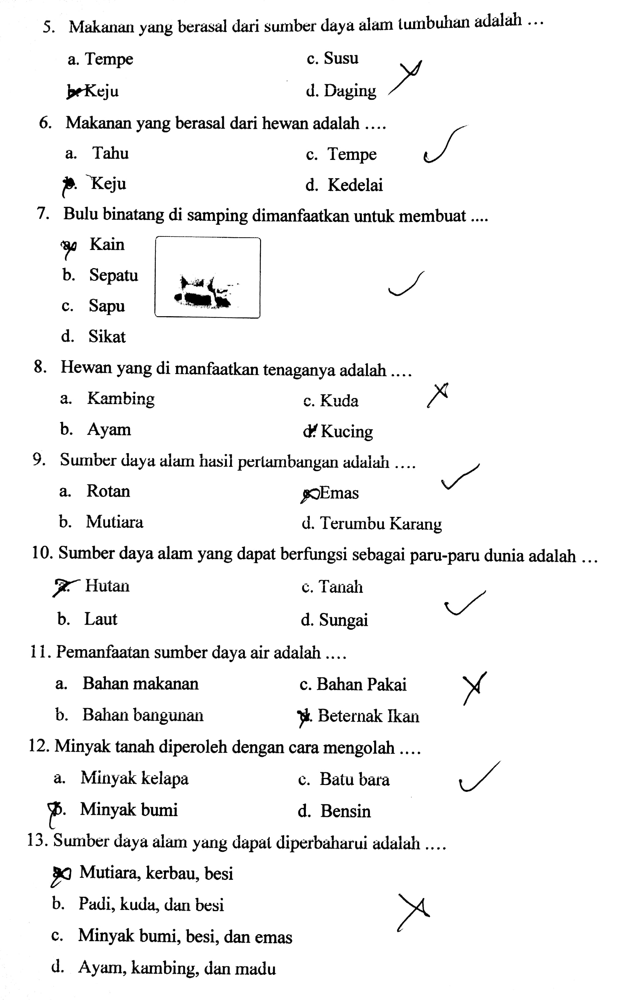 5. Makanan yang berasal dari sumber daya alam tumbuhan adalah …
a. Tempe c. Susu
b. Keju d. Daging
6. Makanan yang berasal dari hewan adalah ….
a. Tahu c. Tempe
b. Keju d. Kedelai
7. Bulu binatang di samping dimanfaatkan untuk membuat ....
a. Kain
b. Sepatu
c. Sapu
d. Sikat
8. Hewan yang di manfaatkan tenaganya adalah ….
a. Kambing c. Kuda
b. Ayam d. Kucing
9. Sumber daya alam hasil pertambangan adalah ….
a. Rotan c. Emas
b. Mutiara d. Terumbu Karang
10. Sumber daya alam yang dapat berfungsi sebagai paru-paru dunia adalah …
a. Hutan c. Tanah
b. Laut d. Sungai
11. Pemanfaatan sumber daya air adalah ….
a. Bahan makanan c. Bahan Pakai
b. Bahan bangunan d. Beternak Ikan
12. Minyak tanah diperoleh dengan cara mengolah ….
a. Minyak kelapa c. Batu bara
b. Minyak bumi d. Bensin
13. Sumber daya alam yang dapat diperbaharui adalah ….
a. Mutiara, kerbau, besi
b. Padi, kuda, dan besi
c. Minyak bumi, besi, dan emas
d. Ayam, kambing, dan madu